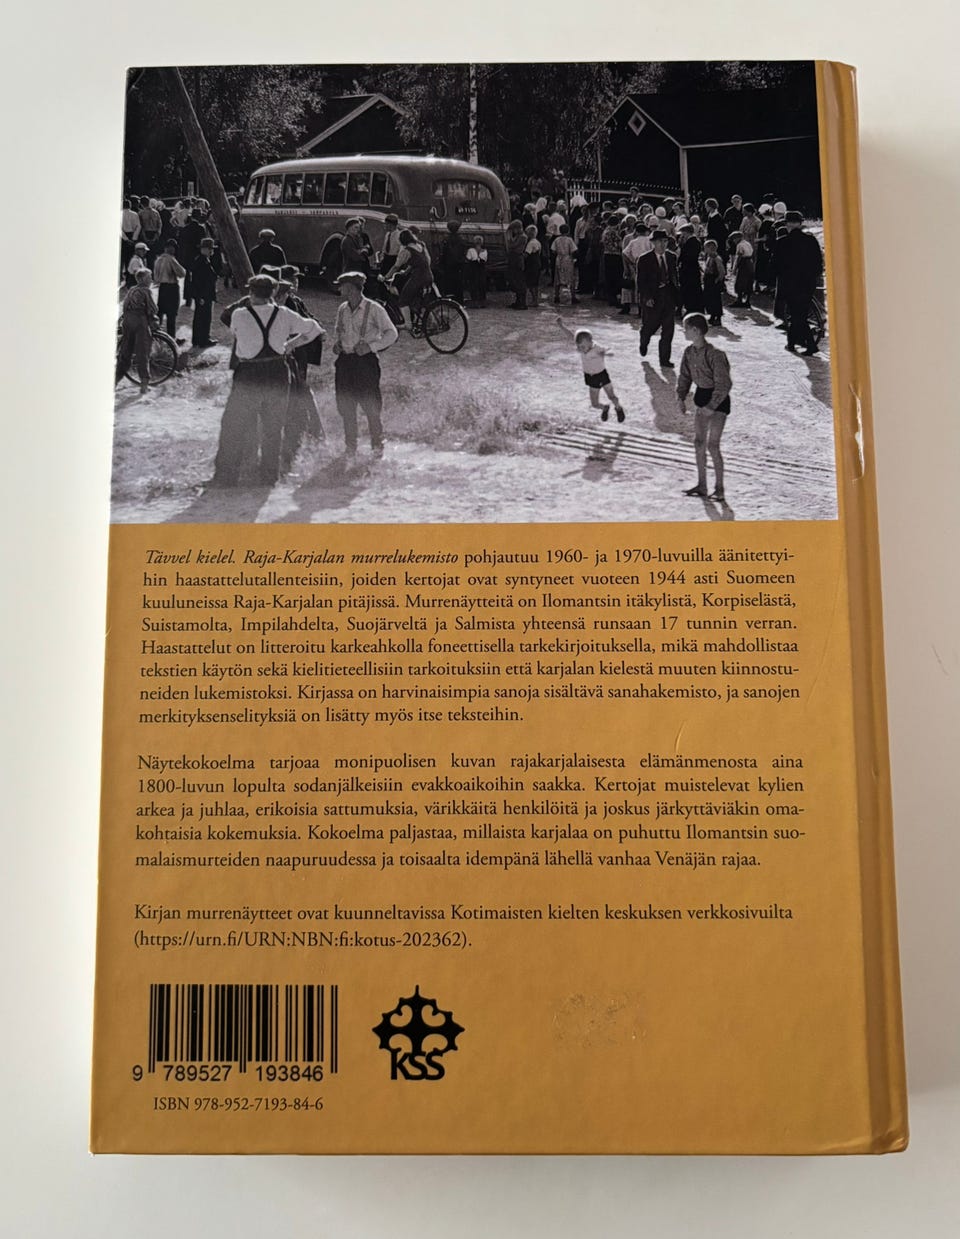 Tävvel kielel. Raja-Karjalan murrelukemisto pohjautuu 1960- ja 1970-luvuilla äänitettyi-
hin haastattelutallenteisiin, joiden kertojat ovat syntyneet vuoteen 1944 asti Suomeen
kuuluneissa Raja-Karjalan pitäjissä. Murrenäytteitä on Ilomantsin itäkylistä, Korpiselästä,
Suistamolta, Impilahdelta, Suojärveltä ja Salmista yhteensä runsaan 17 tunnin verran.
Haastattelut on litteroitu karkeahkolla foneettisella tarkekirjoituksella, mikä mahdollistaa
tekstien käytön sekä kielitieteellisiin tarkoituksiin että karjalan kielestä muuten kiinnostu-
neiden lukemistoksi. Kirjassa on harvinaisimpia sanoja sisältävä sanahakemisto, ja sanojen
merkityksenselityksiä on lisätty myös itse teksteihin.
Näytekokoelma tarjoaa monipuolisen kuvan rajakarjalaisesta elämänmenosta aina
1800-luvun lopulta sodanjälkeisiin evakkoaikoihin saakka. Kertojat muistelevat kylien
arkea ja juhlaa, erikoisia sattumuksia, värikkäitä henkilöitä ja joskus järkyttäviäkin oma-
kohtaisia kokemuksia. Kokoelma paljastaa, millaista karjalaa on puhuttu Ilomantsin suo-
malaismurteiden naapuruudessa ja toisaalta idempänä lähellä vanhaa Venäjän rajaa.
Kirjan murrenäytteet ovat kuunneltavissa Kotimaisten kielten keskuksen verkkosivuilta
(https://urn.fi/URN:NBN:fi:kotus-202362).
9 789527 193846
ISBN 978-952-7193-84-6
KSS